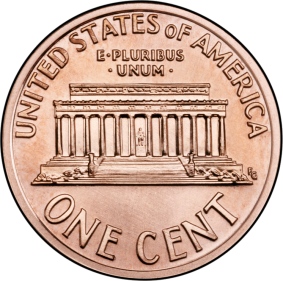 UNITED STATES OF AMERICA
E·PLURIBUS
·UNUM·
ONE CENT